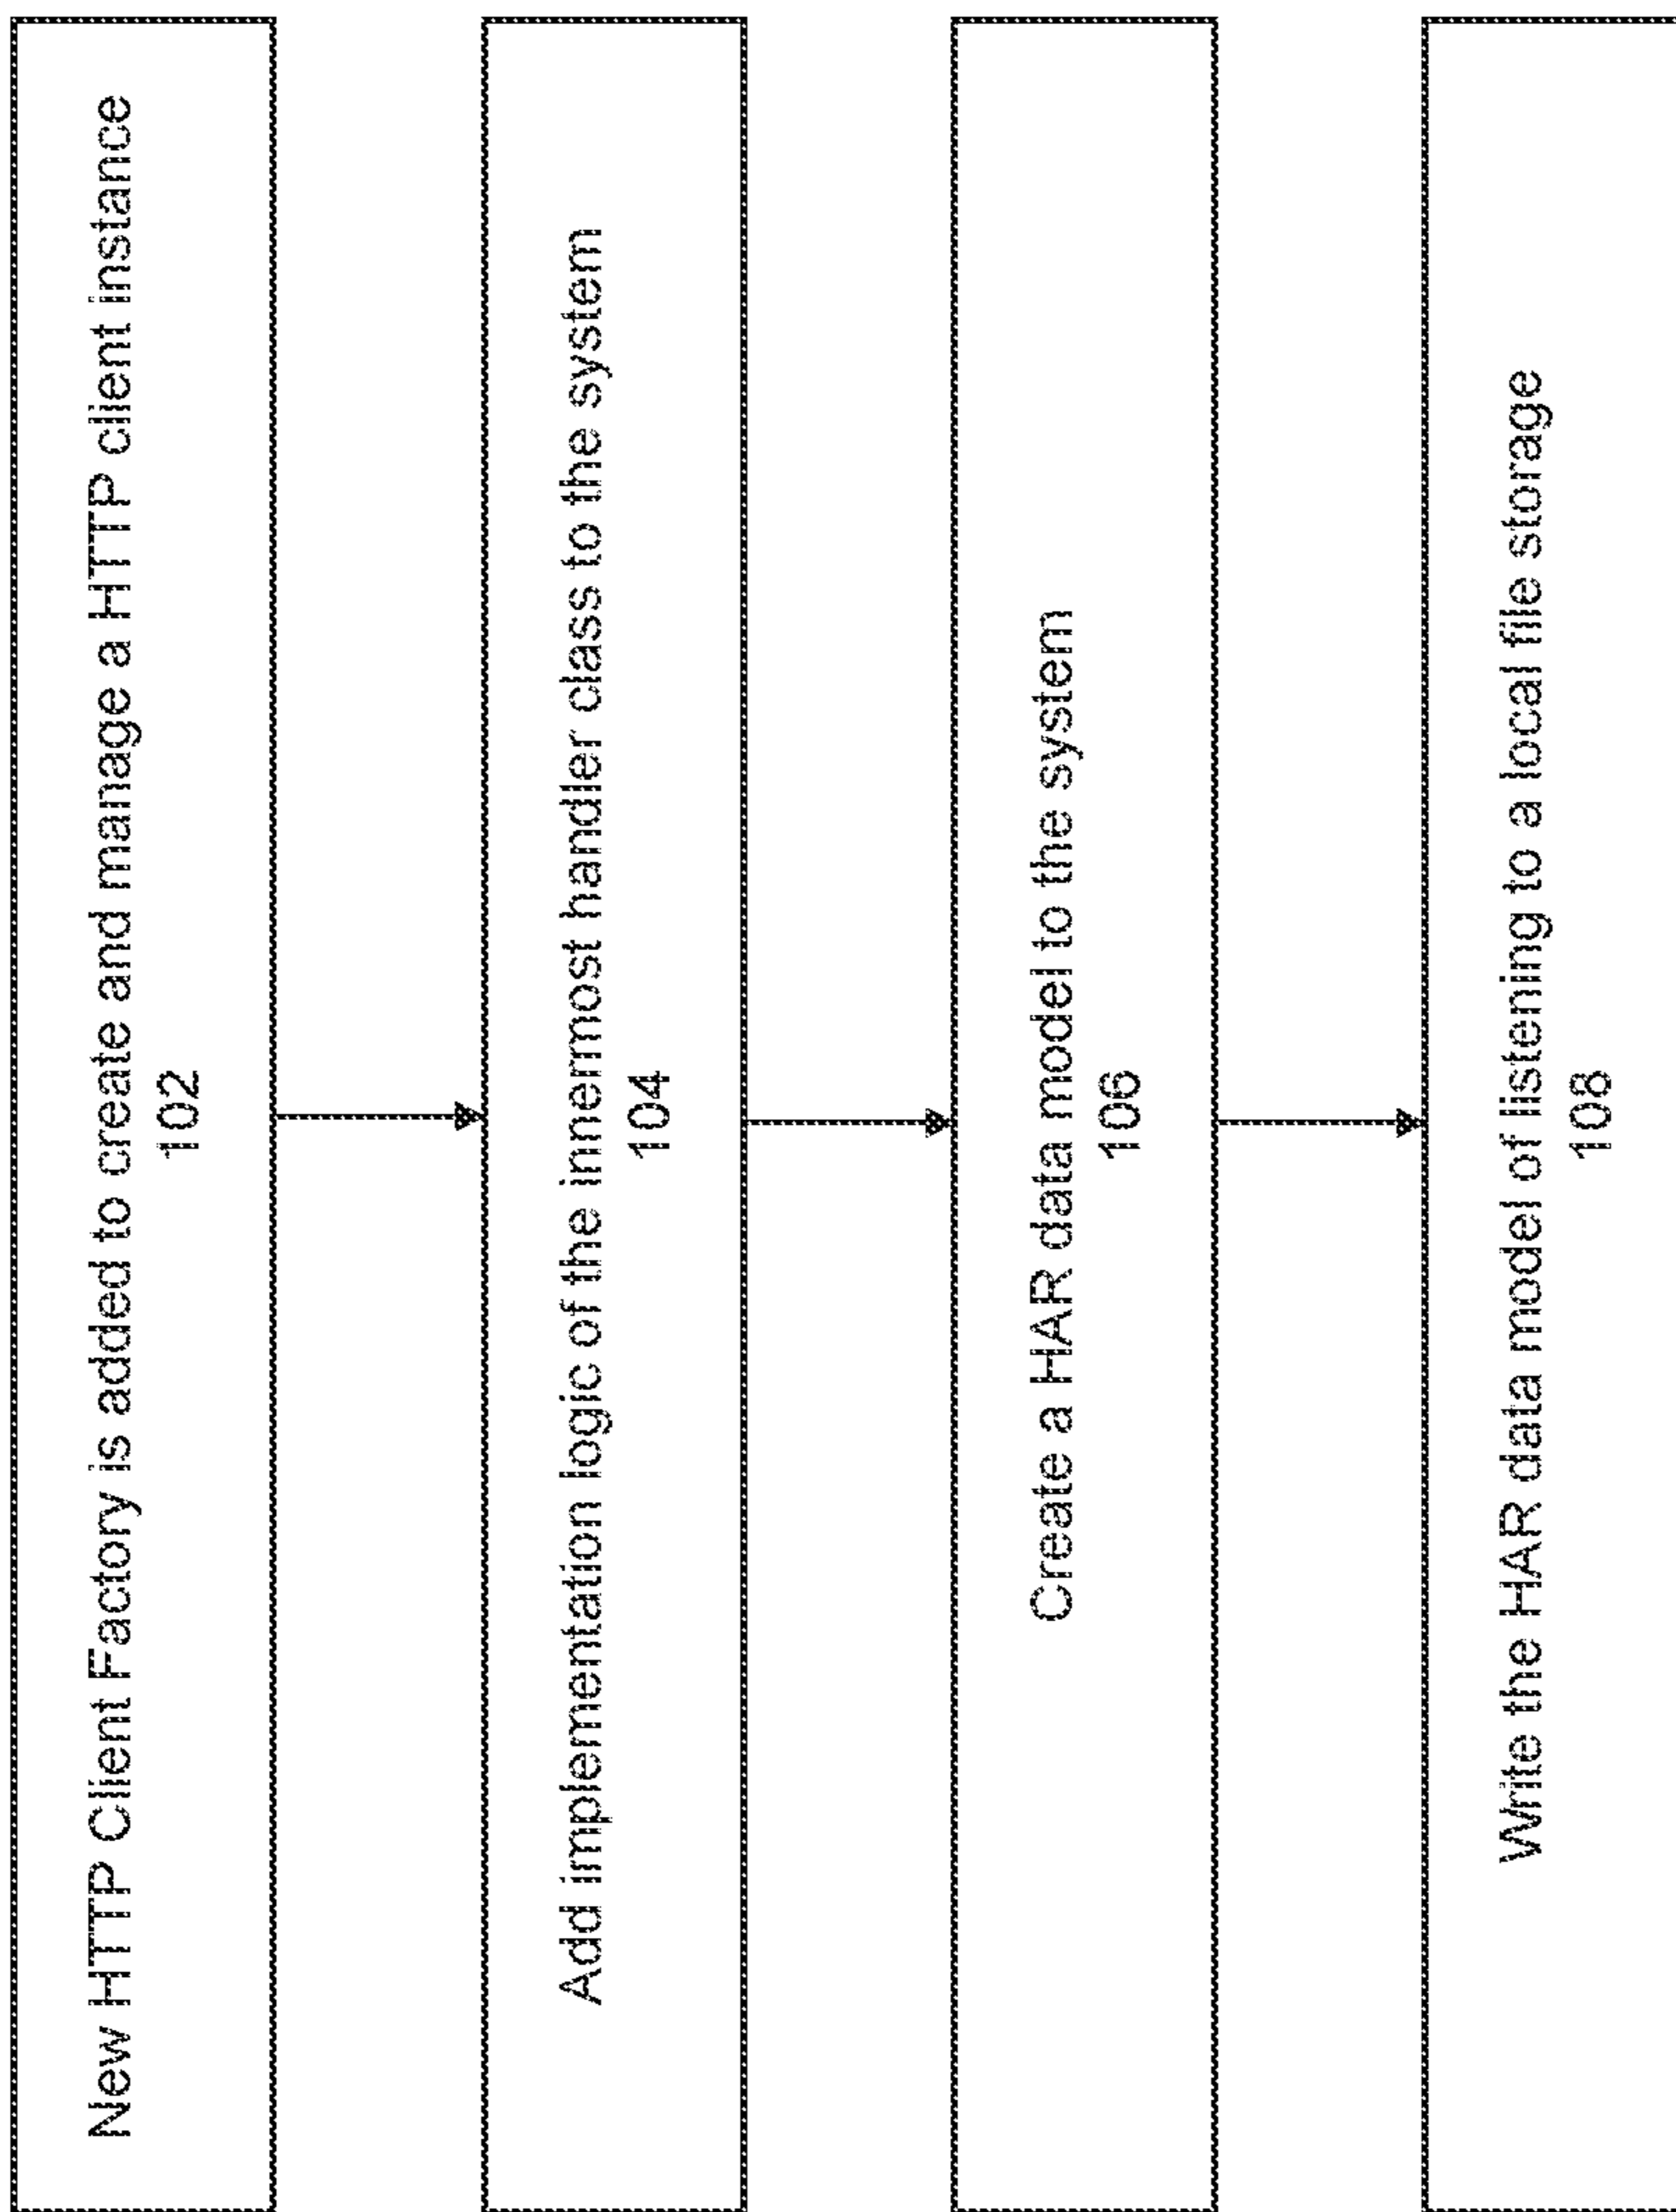 New HTTP Client Factory is added to create and manage a HTTP client instance
102
Add implementation logic of the innermost handler class to the system
104
Create a HAR data model to the system
106
Write the HAR data model of listening to a local file storage
108